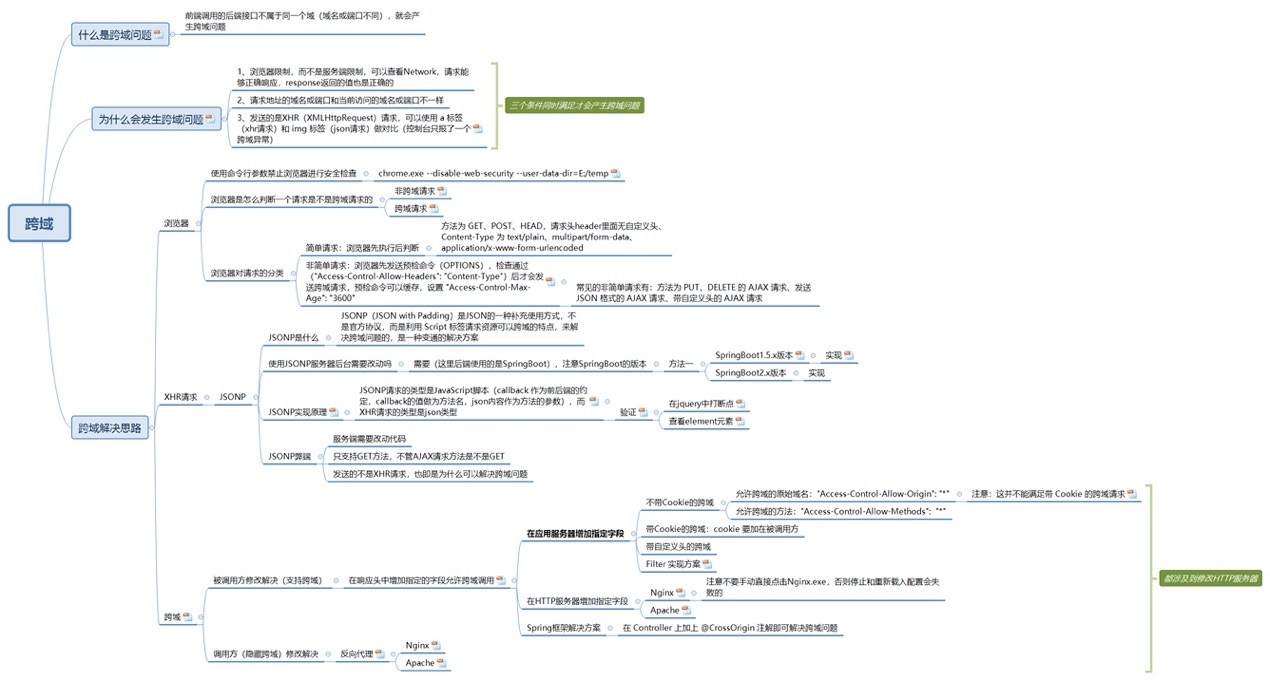 跨域
什么是跨域问题
前端调用的后端接口不属于同一个域（域名或端口不同），就会产
生跨域问题
为什么会发生跨域问题
1、浏览器限制，而不是服务端限制，可以查看Network，请求能
够正确响应，response返回的值也是正确的
2、请求地址的域名或端口和当前访问的域名或端口不一样
3、发送的是XHR（XMLHttpRequest）请求，可以使用 a 标签
（xhr请求）和 img 标签（json请求）做对比（控制台只报了一个
跨域异常）
三个条件同时满足才会产生跨域问题
跨域解决思路
浏览器
使用命令行参数禁止浏览器进行安全检查
chrome.exe --disable-web-security --user-data-dir=E:/temp
浏览器是怎么判断一个请求是不是跨域请求的
非跨域请求
跨域请求
浏览器对请求的分类
简单请求：浏览器先执行后判断
方法为 GET、POST、HEAD，请求头header里面无自定义头、
Content-Type 为 text/plain、multipart/form-data、
application/x-www-form-urlencoded
非简单请求：浏览器先发送预检命令（OPTIONS），检查通过
（"Access-Control-Allow-Headers": "Content-Type"）后才会发
送跨域请求，预检命令可以缓存，设置 "Access-Control-Max-
Age": "3600"
常见的非简单请求有：方法为 PUT、DELETE 的 AJAX 请求、发送
JSON 格式的 AJAX 请求、带自定义头的 AJAX 请求
XHR请求
JSONP
JSONP是什么
JSONP（JSON with Padding）是JSON的一种补充使用方式，不
是官方协议，而是利用 Script 标签请求资源可以跨域的特点，来解
决跨域问题的，是一种变通的解决方案
使用JSONP服务器后台需要改动吗
需要（这里后端使用的是SpringBoot），注意SpringBoot的版本
方法一
SpringBoot1.5.x版本
实现
SpringBoot2.x版本
实现
JSONP实现原理
JSONP请求的类型是JavaScript脚本（callback 作为前后端的约
定，callback的值做为方法名，json内容作为方法的参数），而
XHR请求的类型是json类型
验证
在jquery中打断点
查看element元素
JSONP弊端
服务端需要改动代码
只支持GET方法，不管AJAX请求方法是不是GET
发送的不是XHR请求，也即是为什么可以解决跨域问题
跨域
被调用方修改解决（支持跨域）
在响应头中增加指定的字段允许跨域调用
在应用服务器增加指定字段
不带Cookie的跨域
允许跨域的原始域名："Access-Control-Allow-Origin": "*"
注意：这并不能满足带 Cookie 的跨域请求
允许跨域的方法："Access-Control-Allow-Methods": "*"
带Cookie的跨域：cookie 要加在被调用方
带自定义头的跨域
Filter 实现方案
在HTTP服务器增加指定字段
Nginx
注意不要手动直接点击Nginx.exe，否则停止和重新载入配置会失
败的
Apache
Spring框架解决方案
在 Controller 上加上 @CrossOrigin 注解即可解决跨域问题
都涉及到修改HTTP服务器
调用方（隐藏跨域）修改解决
反向代理
Nginx
Apache